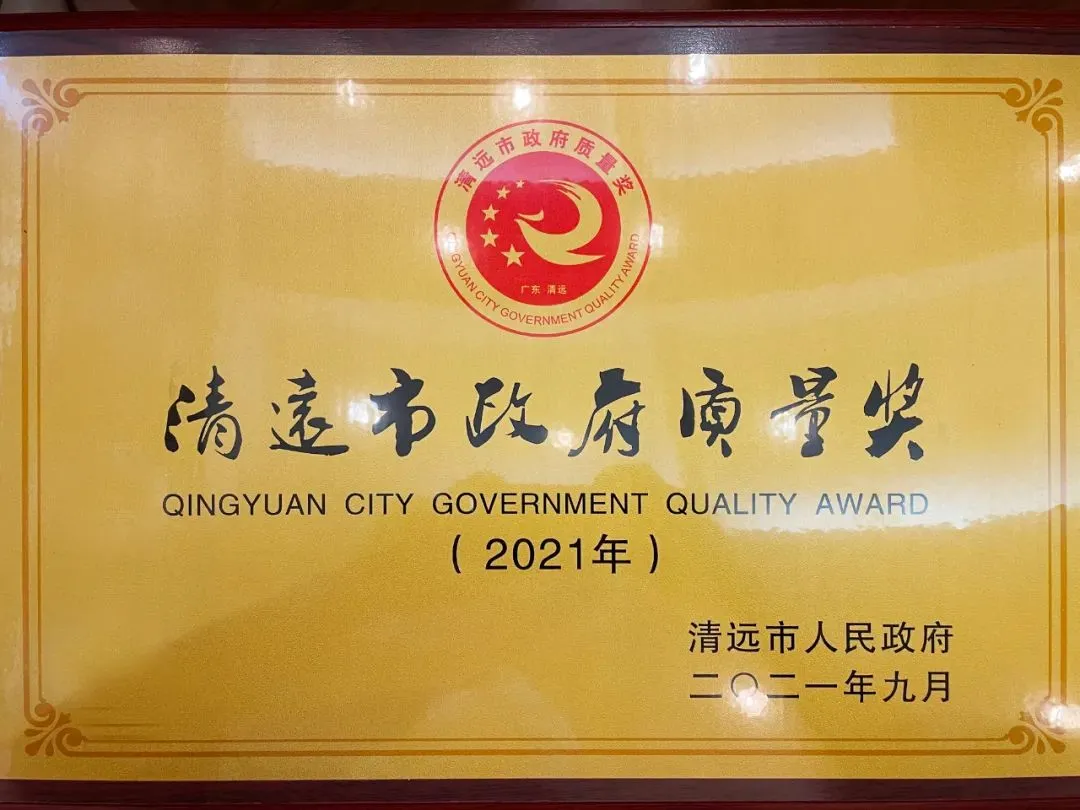 清远市政府质量奖
广东 清远
QINGYUAN CITY GOVERNMENT QUALITY AWARD
清遠市政府质量奖
QINGYUAN CITY GOVERNMENT QUALITY AWARD
(2021年)
清远市人民政府
二〇二一年九月